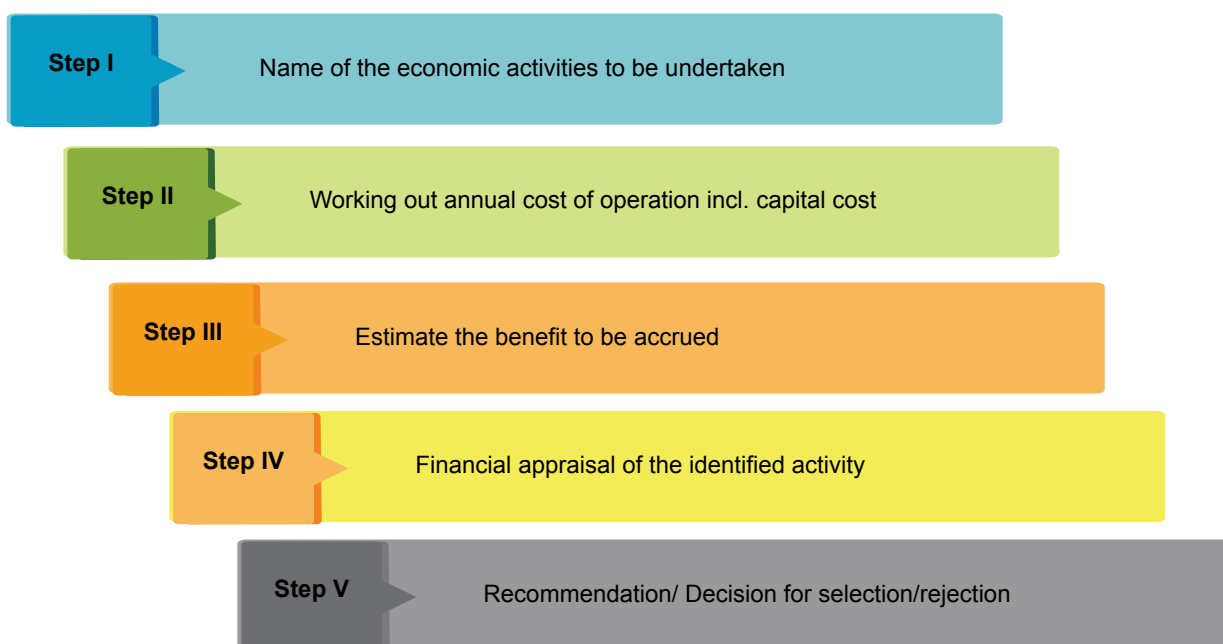 Step I
Name of the economic activities to be undertaken
Step II
Working out annual cost of operation incl. capital cost
Step III
Estimate the benefit to be accrued
Step IV
Financial appraisal of the identified activity
Step V
Recommendation/ Decision for selection/rejection